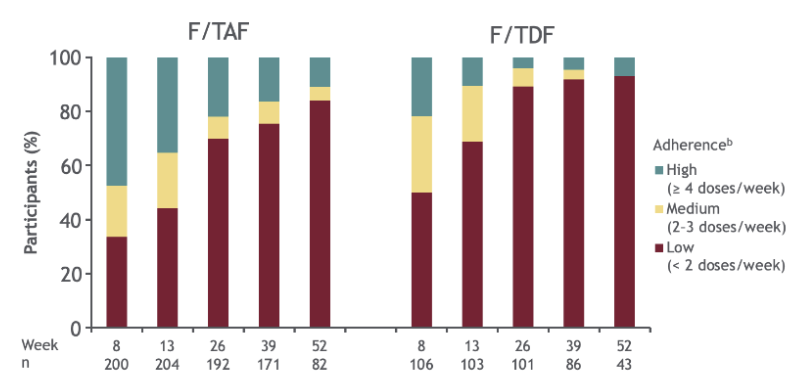 F/TAF
F/TDF
Participants (%)
100
80
60
40
20
0
Adherenceᵇ
High
(≥ 4 doses/week)
Medium
(2-3 doses/week)
Low
(< 2 doses/week)
Week 8 13 26 39 52 8 13 26 39 52
n 200 204 192 171 82 106 103 101 86 43